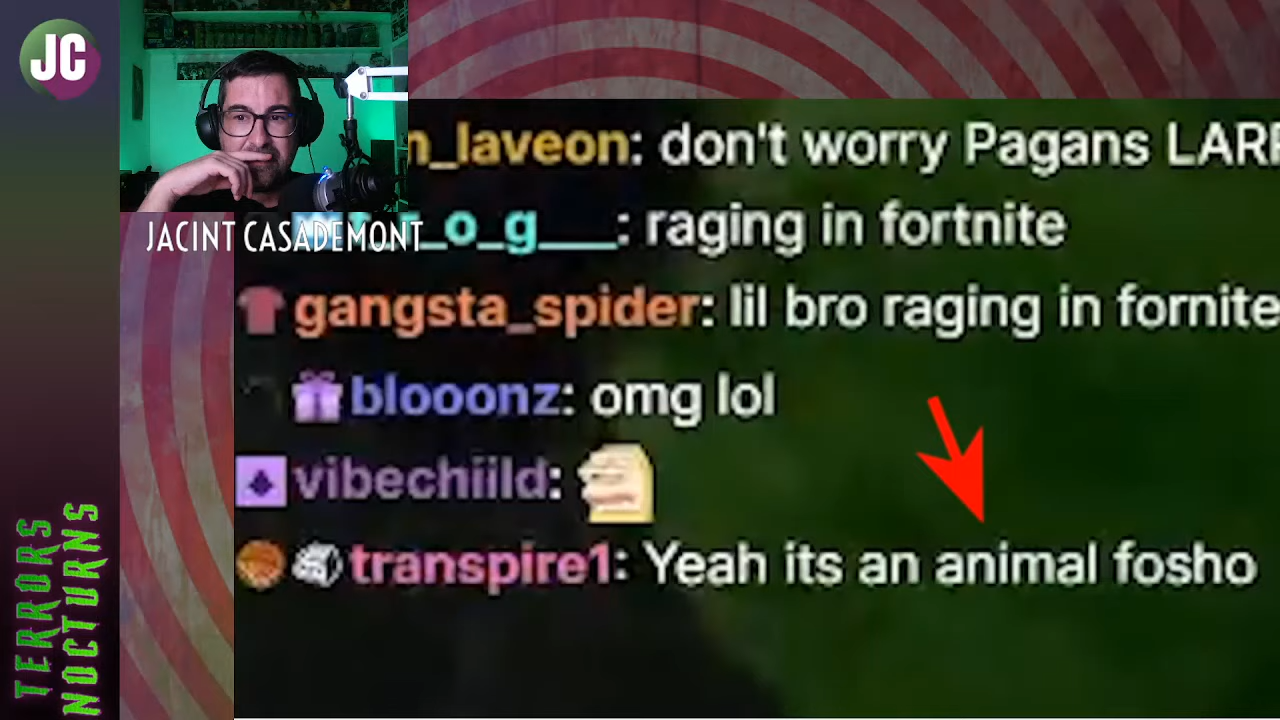 JC
JACINT CASADEMONT
TERRORS
NOCTURNS
n_laveon: don't worry Pagans LARP
_o_g___: raging in fortnite
gangsta_spider: lil bro raging in fornite
blooonz: omg lol
vibechiild:
transpire1: Yeah its an animal fosho